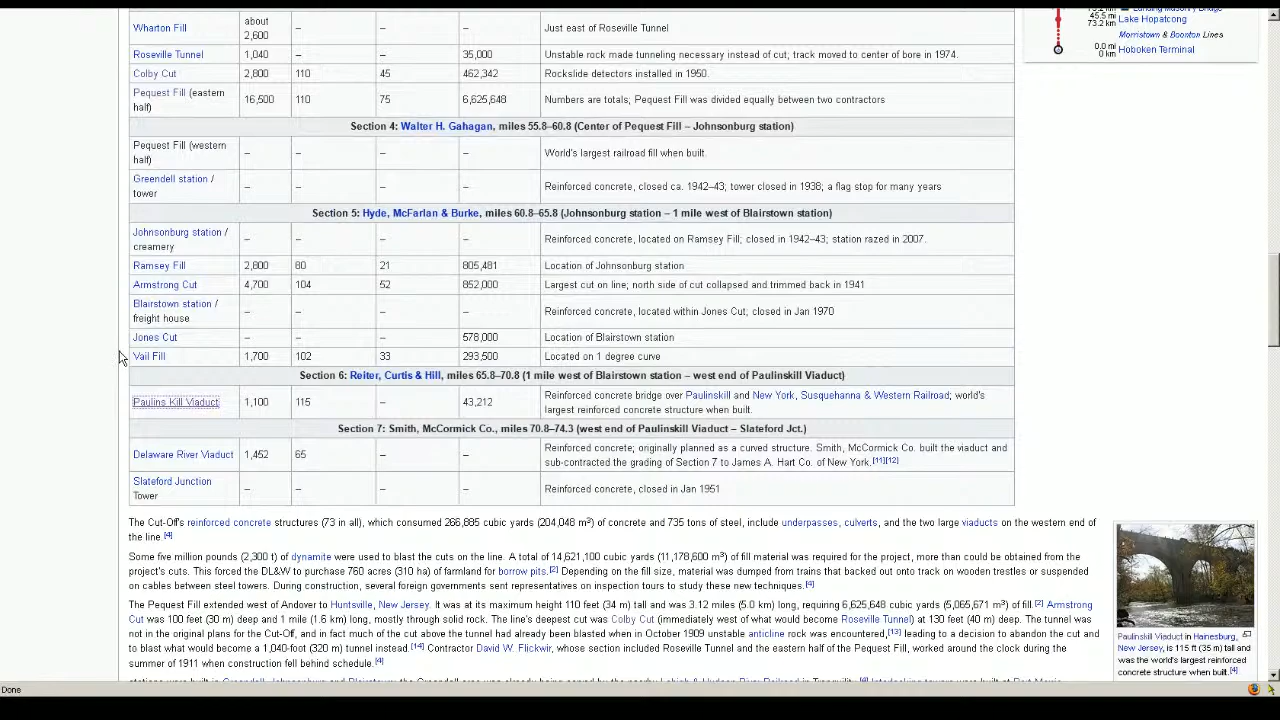 Wharton Fill about 2,600 – – – Just east of Roseville Tunnel
Roseville Tunnel 1,040 – – 35,000 Unstable rock made tunneling necessary instead of cut; track moved to center of bore in 1974.
Colby Cut 2,800 110 45 462,342 Rockslide detectors installed in 1950.
Pequest Fill (eastern half) 16,500 110 75 6,625,648 Numbers are totals; Pequest Fill was divided equally between two contractors
Section 4: Walter H. Gahagan, miles 55.8–60.8 (Center of Pequest Fill – Johnsonburg station)
Pequest Fill (western half) – – – – World's largest railroad fill when built.
Greendell station / tower – – – – Reinforced concrete, closed ca. 1942–43; tower closed in 1938; a flag stop for many years
Section 5: Hyde, McFarlan & Burke, miles 60.8–65.8 (Johnsonburg station – 1 mile west of Blairstown station)
Johnsonburg station / creamery – – – – Reinforced concrete, located on Ramsey Fill; closed in 1942–43; station razed in 2007.
Ramsey Fill 2,800 80 21 805,481 Location of Johnsonburg station
Armstrong Cut 4,700 104 52 852,000 Largest cut on line; north side of cut collapsed and trimmed back in 1941
Blairstown station / freight house – – – – Reinforced concrete, located within Jones Cut; closed in Jan 1970
Jones Cut – – – 578,000 Location of Blairstown station
Vail Fill 1,700 102 33 293,500 Located on 1 degree curve
Section 6: Reiter, Curtis & Hill, miles 65.8–70.8 (1 mile west of Blairstown station – west end of Paulinskill Viaduct)
Paulins Kill Viaduct 1,100 115 – 43,212 Reinforced concrete bridge over Paulinskill and New York, Susquehanna & Western Railroad; world's largest reinforced concrete structure when built.
Section 7: Smith, McCormick Co., miles 70.8–74.3 (west end of Paulinskill Viaduct – Slateford Jct.)
Delaware River Viaduct 1,452 65 – – Reinforced concrete; originally planned as a curved structure. Smith, McCormick Co. built the viaduct and sub-contracted the grading of Section 7 to James A. Hart Co. of New York.[11][12]
Slateford Junction Tower – – – – Reinforced concrete, closed in Jan 1951
The Cut-Off's reinforced concrete structures (73 in all), which consumed 266,885 cubic yards (204,048 m³) of concrete and 735 tons of steel, include underpasses, culverts, and the two large viaducts on the western end of
the line.[4]
Some five million pounds (2,300 t) of dynamite were used to blast the cuts on the line. A total of 14,621,100 cubic yards (11,178,600 m³) of fill material was required for the project, more than could be obtained from the
project's cuts. This forced the DL&W to purchase 760 acres (310 ha) of farmland for borrow pits.[2] Depending on the fill size, material was dumped from trains that backed out onto track on wooden trestles or suspended
on cables between steel towers. During construction, several foreign governments sent representatives on inspection tours to study these new techniques.[4]
The Pequest Fill extended west of Andover to Huntsville, New Jersey. It was at its maximum height 110 feet (34 m) tall and was 3.12 miles (5.0 km) long, requiring 6,625,648 cubic yards (5,065,671 m³) of fill.[2] Armstrong
Cut was 100 feet (30 m) deep and 1 mile (1.6 km) long, mostly through solid rock. The line's deepest cut was Colby Cut (immediately west of what would become Roseville Tunnel) at 130 feet (40 m) deep. The tunnel was
not in the original plans for the Cut-Off, and in fact much of the cut above the tunnel had already been blasted when in October 1909 unstable anticline rock was encountered,[13] leading to a decision to abandon the cut and
to blast what would become a 1,040-foot (320 m) tunnel instead.[14] Contractor David W. Flickwir, whose section included Roseville Tunnel and the eastern half of the Pequest Fill, worked around the clock during the
summer of 1911 when construction fell behind schedule.[4]
45.5 mi
73.2 km
Lake Hopatcong
Morristown & Boonton Lines
0.0 mi
0 km
Hoboken Terminal
Paulinskill Viaduct in Hainesburg,
New Jersey, is 115 ft (35 m) tall and
was the world's largest reinforced
concrete structure when built.[4]
Done